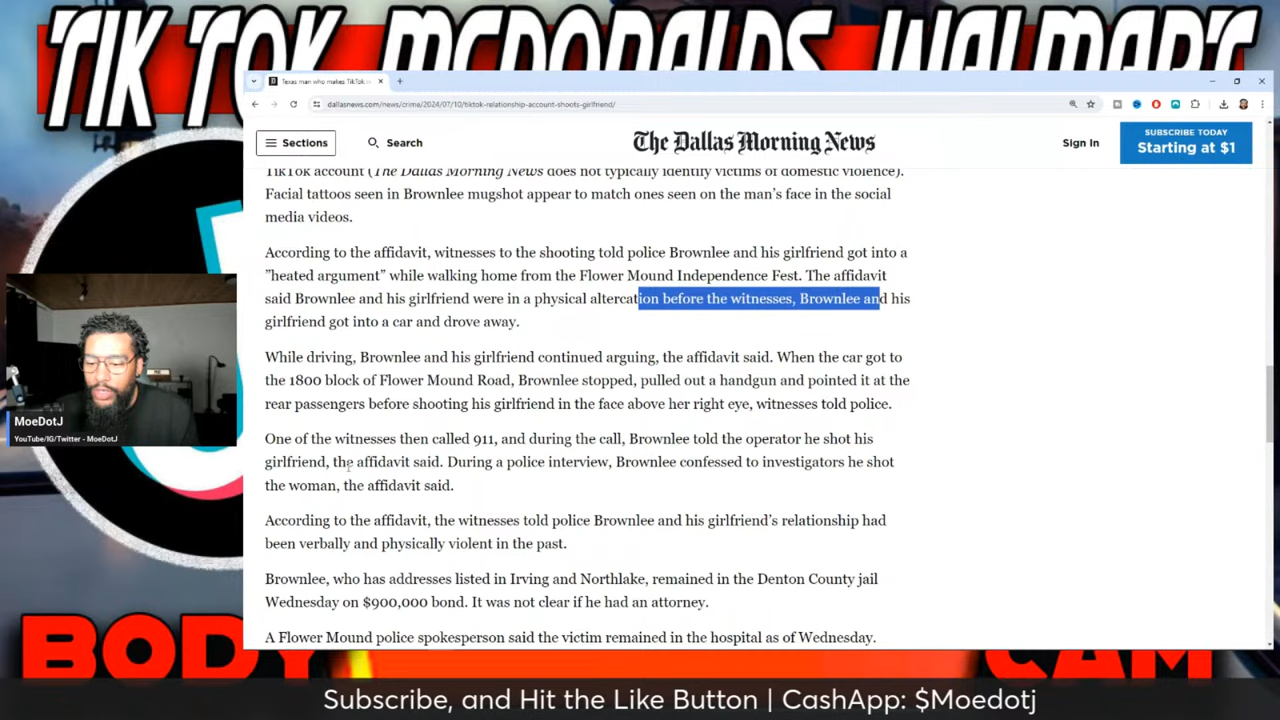 TIK TOK MCDONALDS WALMART
Texas man who makes TikTok
dallasnews.com/news/crime/2024/07/10/tiktok-relationship-account-shoots-girlfriend/
Sections
Search
The Dallas Morning News
Sign In
SUBSCRIBE TODAY
Starting at $1
TikTok account (The Dallas Morning News does not typically identify victims of domestic violence).
Facial tattoos seen in Brownlee mugshot appear to match ones seen on the man's face in the social
media videos.
According to the affidavit, witnesses to the shooting told police Brownlee and his girlfriend got into a
"heated argument" while walking home from the Flower Mound Independence Fest. The affidavit
said Brownlee and his girlfriend were in a physical altercation before the witnesses, Brownlee and his
girlfriend got into a car and drove away.
While driving, Brownlee and his girlfriend continued arguing, the affidavit said. When the car got to
the 1800 block of Flower Mound Road, Brownlee stopped, pulled out a handgun and pointed it at the
rear passengers before shooting his girlfriend in the face above her right eye, witnesses told police.
One of the witnesses then called 911, and during the call, Brownlee told the operator he shot his
girlfriend, the affidavit said. During a police interview, Brownlee confessed to investigators he shot
the woman, the affidavit said.
According to the affidavit, the witnesses told police Brownlee and his girlfriend's relationship had
been verbally and physically violent in the past.
Brownlee, who has addresses listed in Irving and Northlake, remained in the Denton County jail
Wednesday on $900,000 bond. It was not clear if he had an attorney.
A Flower Mound police spokesperson said the victim remained in the hospital as of Wednesday.
MoeDotJ
YouTube/IG/Twitter - MoeDotJ
BODY CAM
Subscribe, and Hit the Like Button | CashApp: $Moedotj